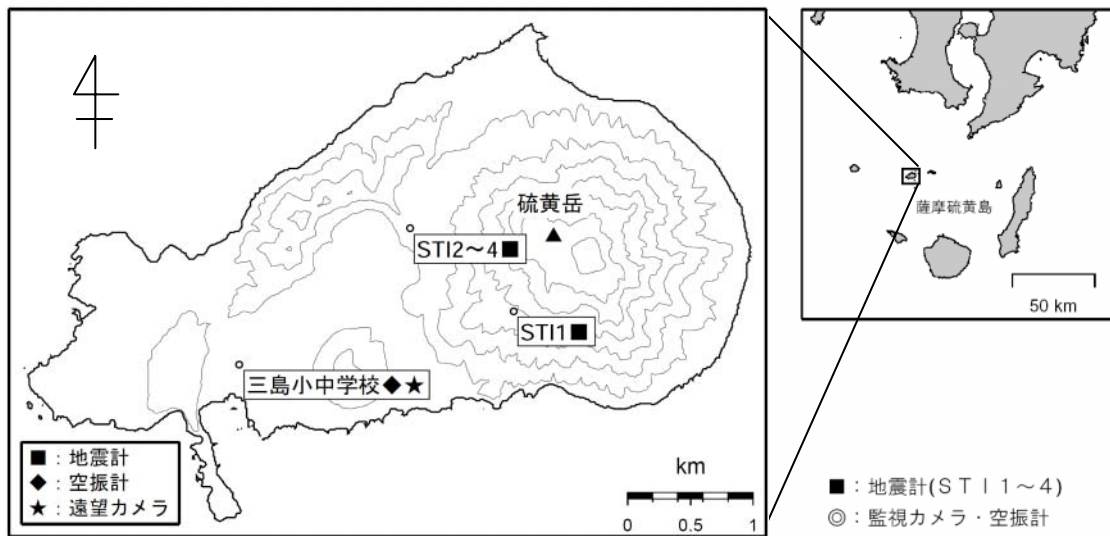 硫黄岳
STI2～4■
STI1■
三島小中学校◆★
■：地震計
◆：空振計
★：遠望カメラ
km
0 0.5 1
薩摩硫黄島
50 km
■：地震計(ＳＴＩ１～４)
◎：監視カメラ・空振計